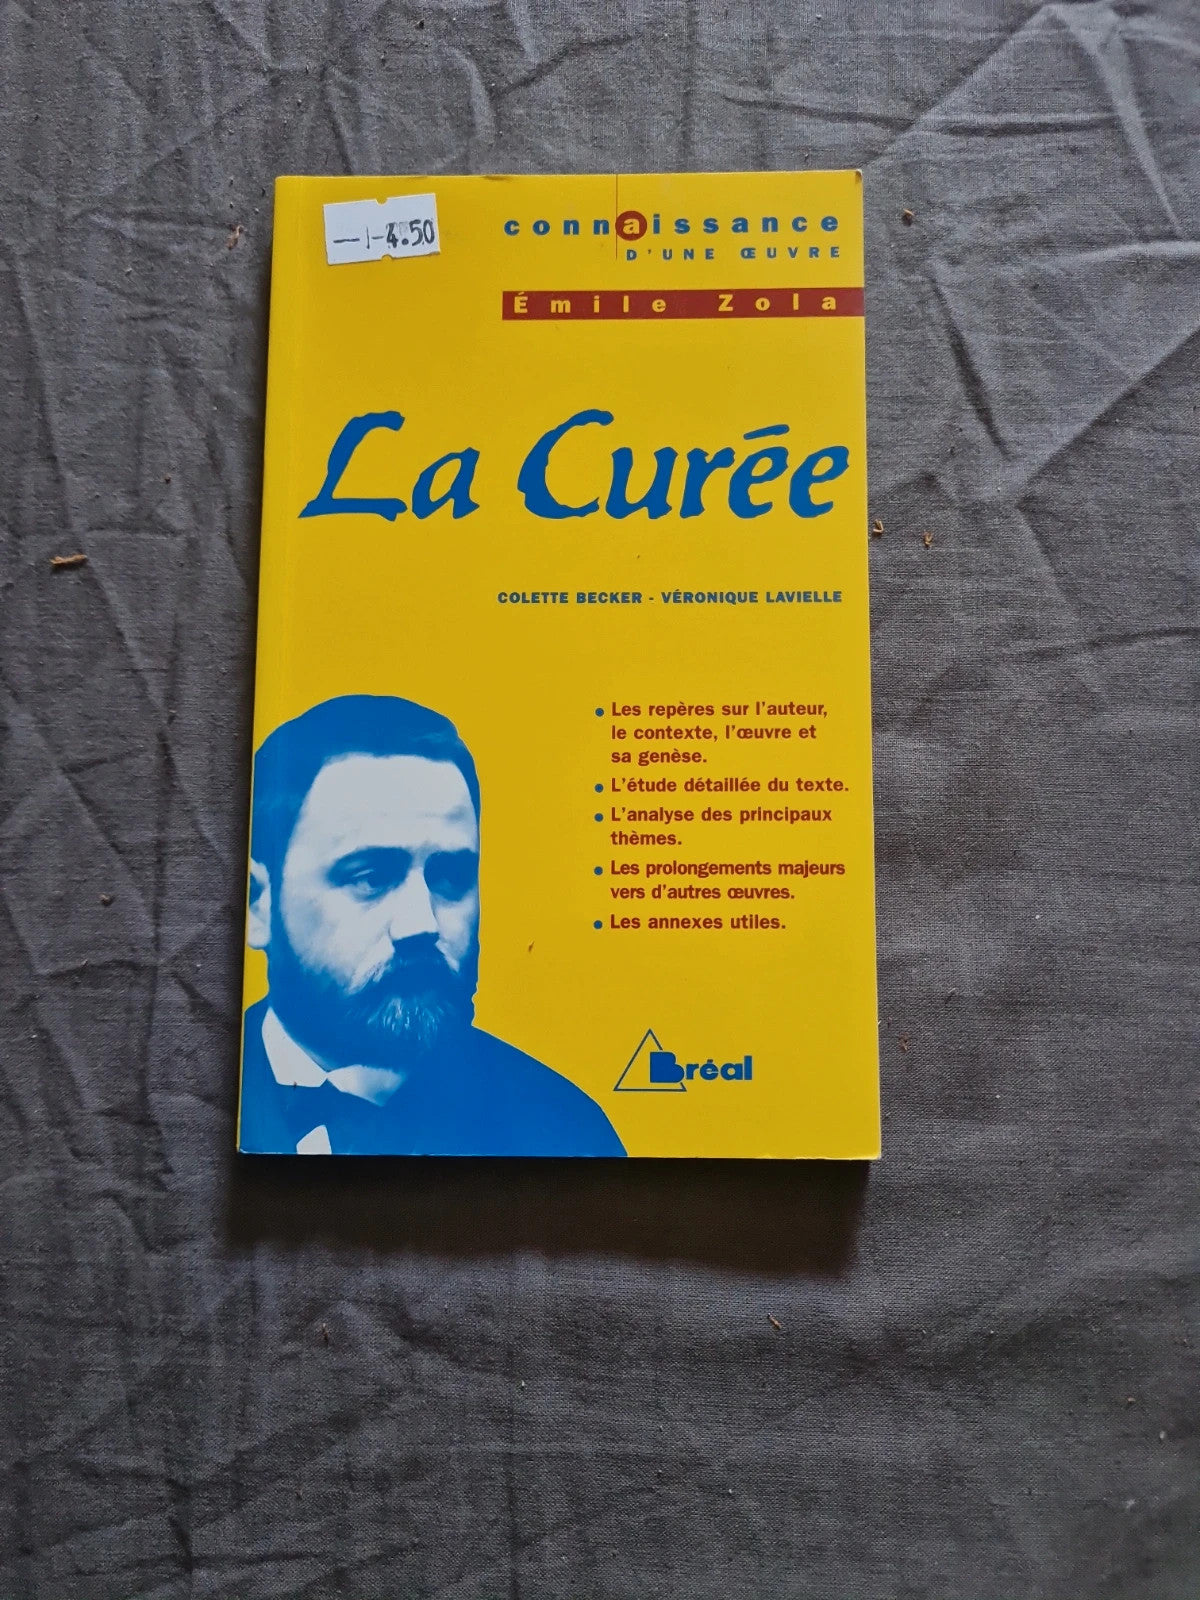 — 1-4.50
connaissance
D'UNE ŒUVRE
Émile Zola
La Curée
COLETTE BECKER - VÉRONIQUE LAVIELLE
• Les repères sur l'auteur,
le contexte, l'œuvre et
sa genèse.
• L'étude détaillée du texte.
• L'analyse des principaux
thèmes.
• Les prolongements majeurs
vers d'autres œuvres.
• Les annexes utiles.
Bréal